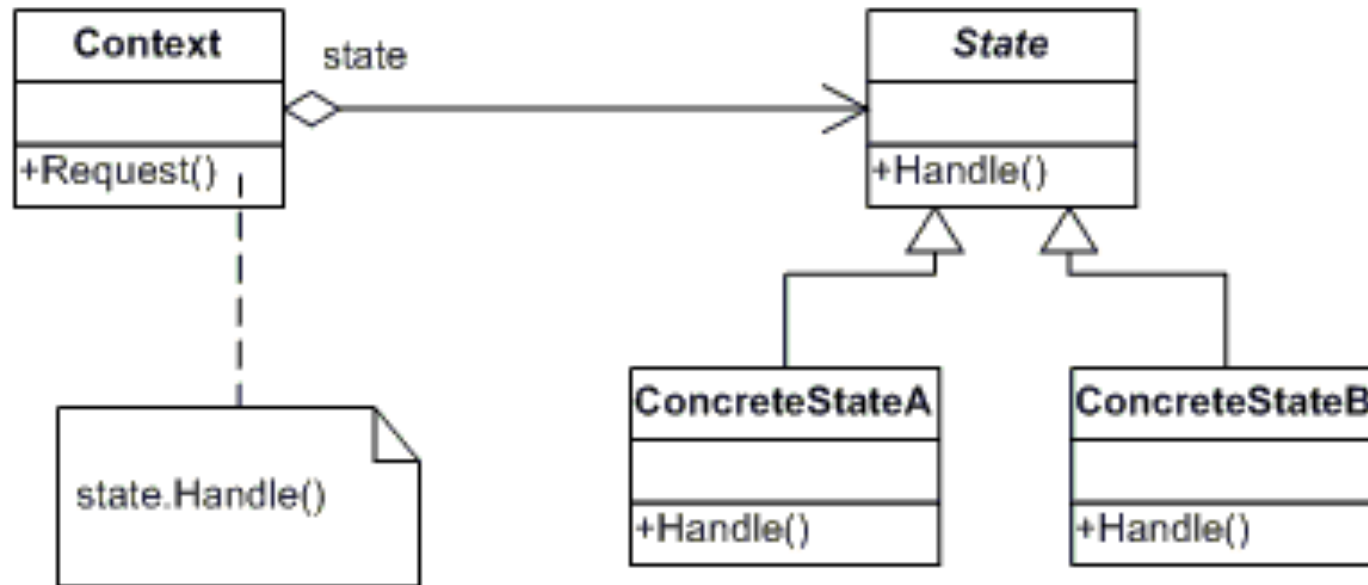 Context
state
State
+Request()
+Handle()
ConcreteStateA
ConcreteStateB
state.Handle()
+Handle()
+Handle()